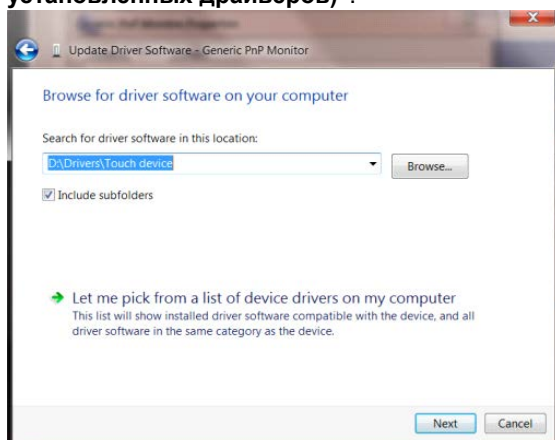 установленных драйверов)".
Update Driver Software - Generic PnP Monitor
Browse for driver software on your computer
Search for driver software in this location:
D:\Drivers\Touch device
Browse...
Include subfolders
Let me pick from a list of device drivers on my computer
This list will show installed driver software compatible with the device, and all
driver software in the same category as the device.
Next Cancel